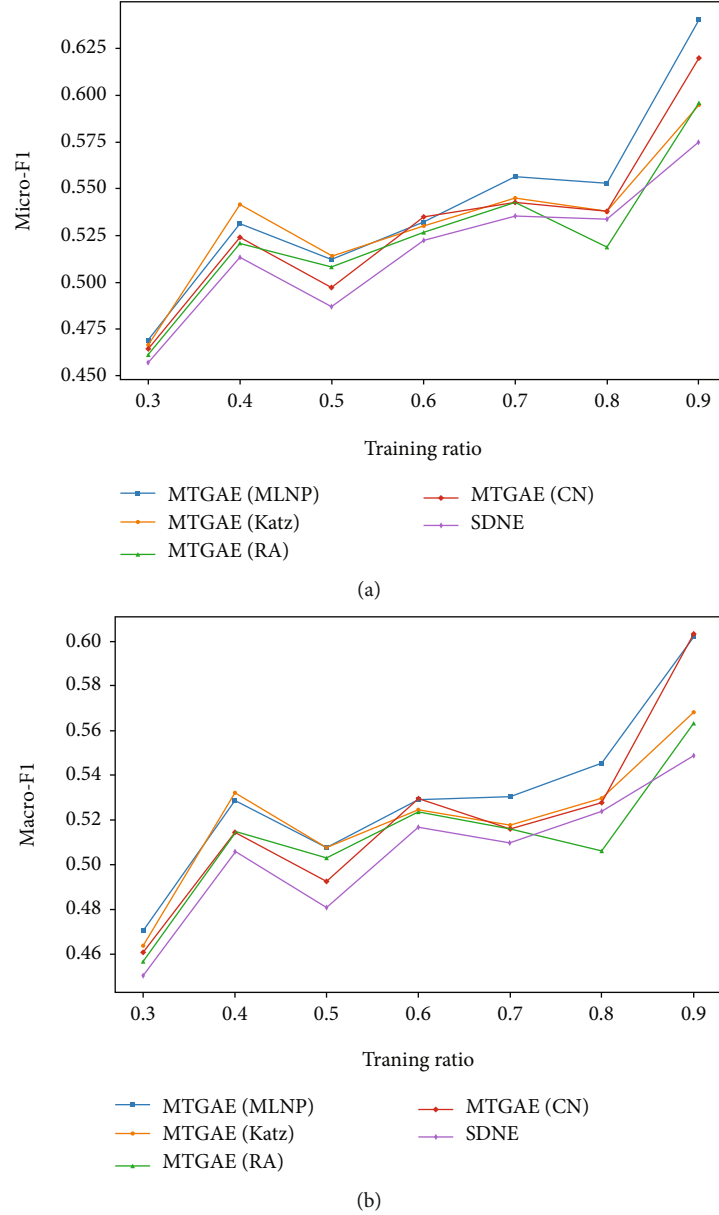 0.625
0.600
0.575
0.550
0.525
0.500
0.475
0.450
Micro-F1
0.3 0.4 0.5 0.6 0.7 0.8 0.9
Training ratio
MTGAE (MLNP)
MTGAE (Katz)
MTGAE (RA)
MTGAE (CN)
SDNE
(a)
0.60
0.58
0.56
0.54
0.52
0.50
0.48
0.46
Macro-F1
0.3 0.4 0.5 0.6 0.7 0.8 0.9
Traning ratio
MTGAE (MLNP)
MTGAE (Katz)
MTGAE (RA)
MTGAE (CN)
SDNE
(b)